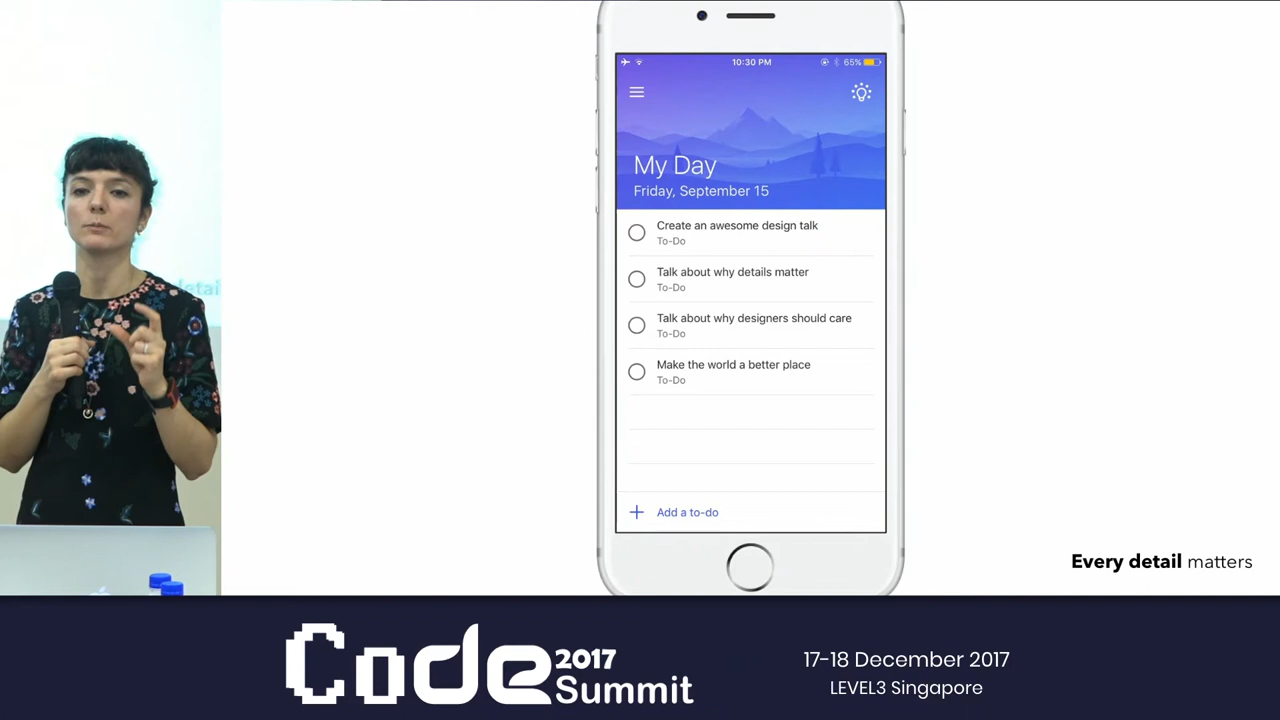 10:30 PM
65%
My Day
Friday, September 15
Create an awesome design talk
To-Do
Talk about why details matter
To-Do
Talk about why designers should care
To-Do
Make the world a better place
To-Do
Add a to-do
Every detail matters
detai
Code 2017 Summit
17-18 December 2017
LEVEL3 Singapore